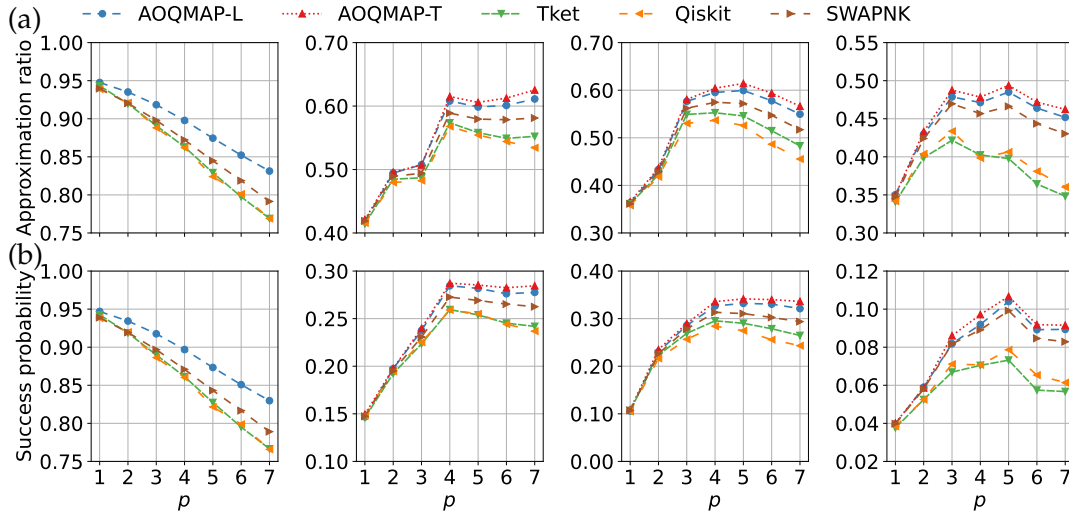 (a)
AOQMAP-L AOQMAP-T Tket Qiskit SWAPNK
Approximation ratio
1.00 0.95 0.90 0.85 0.80 0.75
0.70 0.60 0.50 0.40
0.70 0.60 0.50 0.40 0.30
0.55 0.50 0.45 0.40 0.35 0.30
(b)
Success probability
1.00 0.95 0.90 0.85 0.80 0.75
0.30 0.25 0.20 0.15 0.10
0.40 0.30 0.20 0.10 0.00
0.12 0.10 0.08 0.06 0.04 0.02
1 2 3 4 5 6 7 1 2 3 4 5 6 7 1 2 3 4 5 6 7 1 2 3 4 5 6 7
p p p p